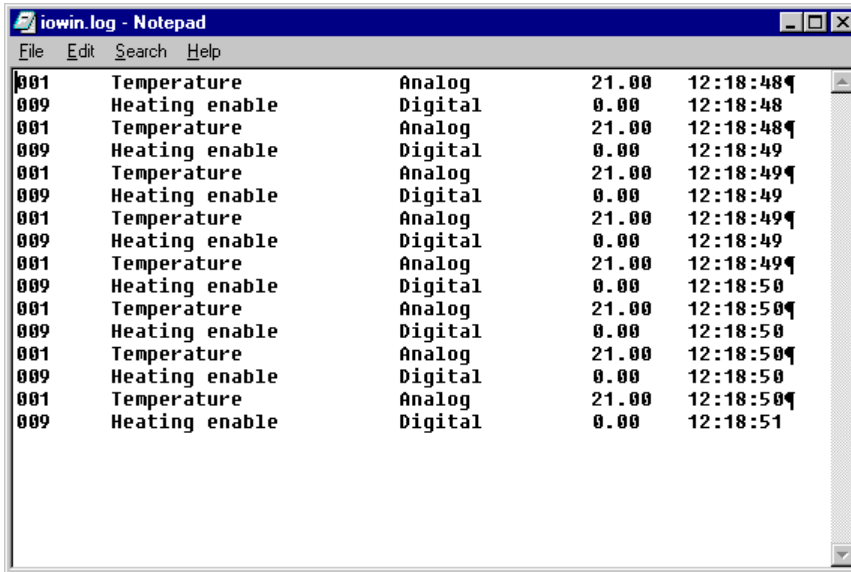 iowin.log - Notepad
File Edit Search Help
001 Temperature Analog 21.00 12:18:48¶
009 Heating enable Digital 0.00 12:18:48
001 Temperature Analog 21.00 12:18:48¶
009 Heating enable Digital 0.00 12:18:49
001 Temperature Analog 21.00 12:18:49¶
009 Heating enable Digital 0.00 12:18:49
001 Temperature Analog 21.00 12:18:49¶
009 Heating enable Digital 0.00 12:18:49
001 Temperature Analog 21.00 12:18:49¶
009 Heating enable Digital 0.00 12:18:50
001 Temperature Analog 21.00 12:18:50¶
009 Heating enable Digital 0.00 12:18:50
001 Temperature Analog 21.00 12:18:50¶
009 Heating enable Digital 0.00 12:18:50
001 Temperature Analog 21.00 12:18:50¶
009 Heating enable Digital 0.00 12:18:51